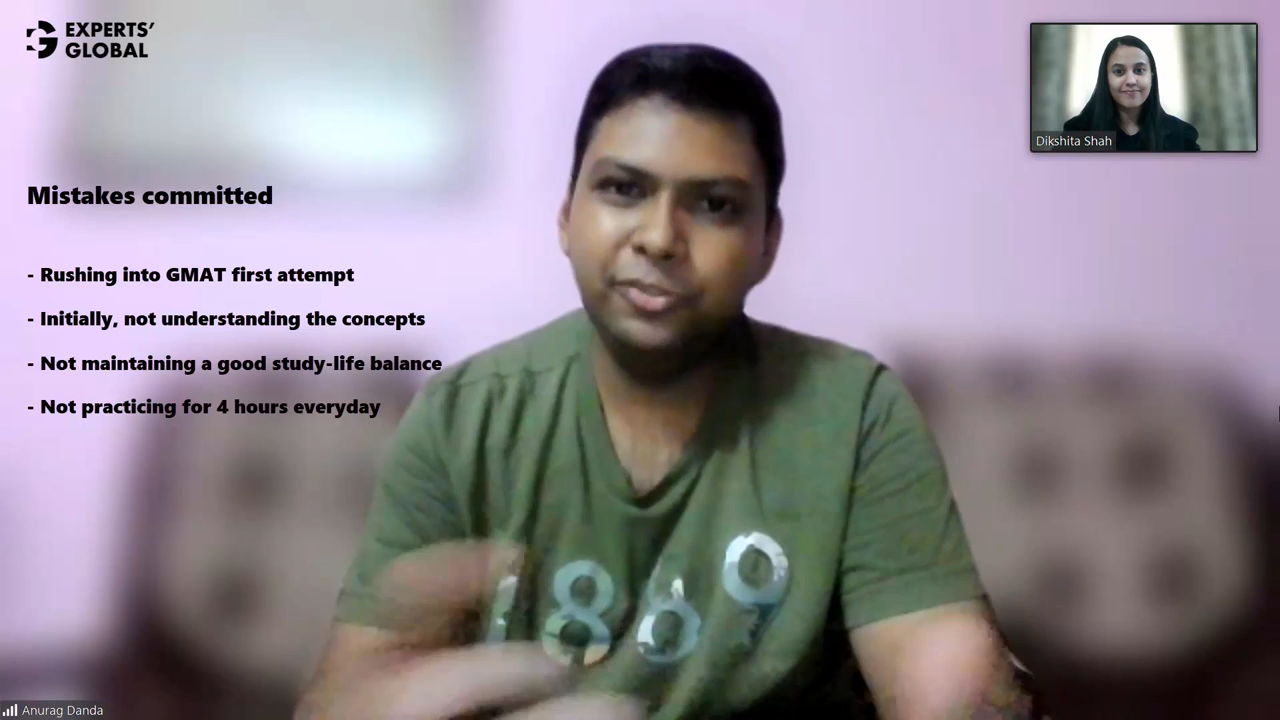 EXPERTS’
GLOBAL
Dikshita Shah
Mistakes committed
- Rushing into GMAT first attempt
- Initially, not understanding the concepts
- Not maintaining a good study-life balance
- Not practicing for 4 hours everyday
1869
Anurag Danda